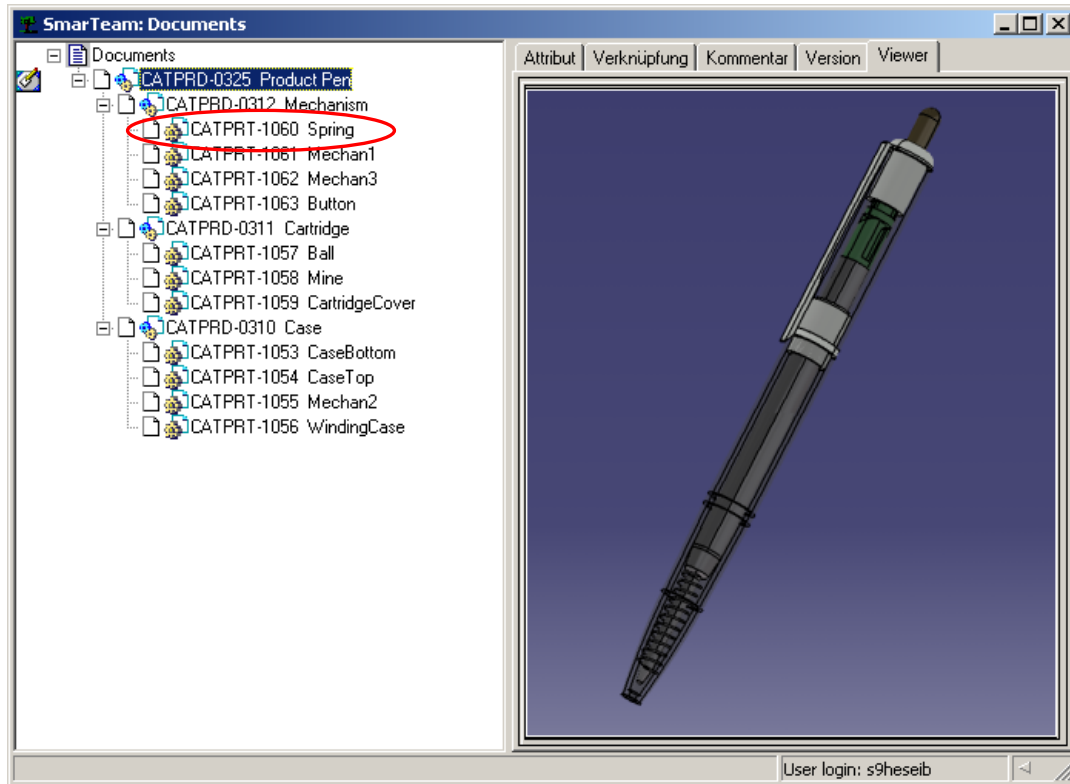 SmarTeam: Documents
Documents
CATPRD-0325 Product Pen
CATPRD-0312 Mechanism
CATPRT-1060 Spring
CATPRT-1061 Mechan1
CATPRT-1062 Mechan3
CATPRT-1063 Button
CATPRD-0311 Cartridge
CATPRT-1057 Ball
CATPRT-1058 Mine
CATPRT-1059 CartridgeCover
CATPRD-0310 Case
CATPRT-1053 CaseBottom
CATPRT-1054 CaseTop
CATPRT-1055 Mechan2
CATPRT-1056 WindingCase
Attribut Verknüpfung Kommentar Version Viewer
User login: s9heseib